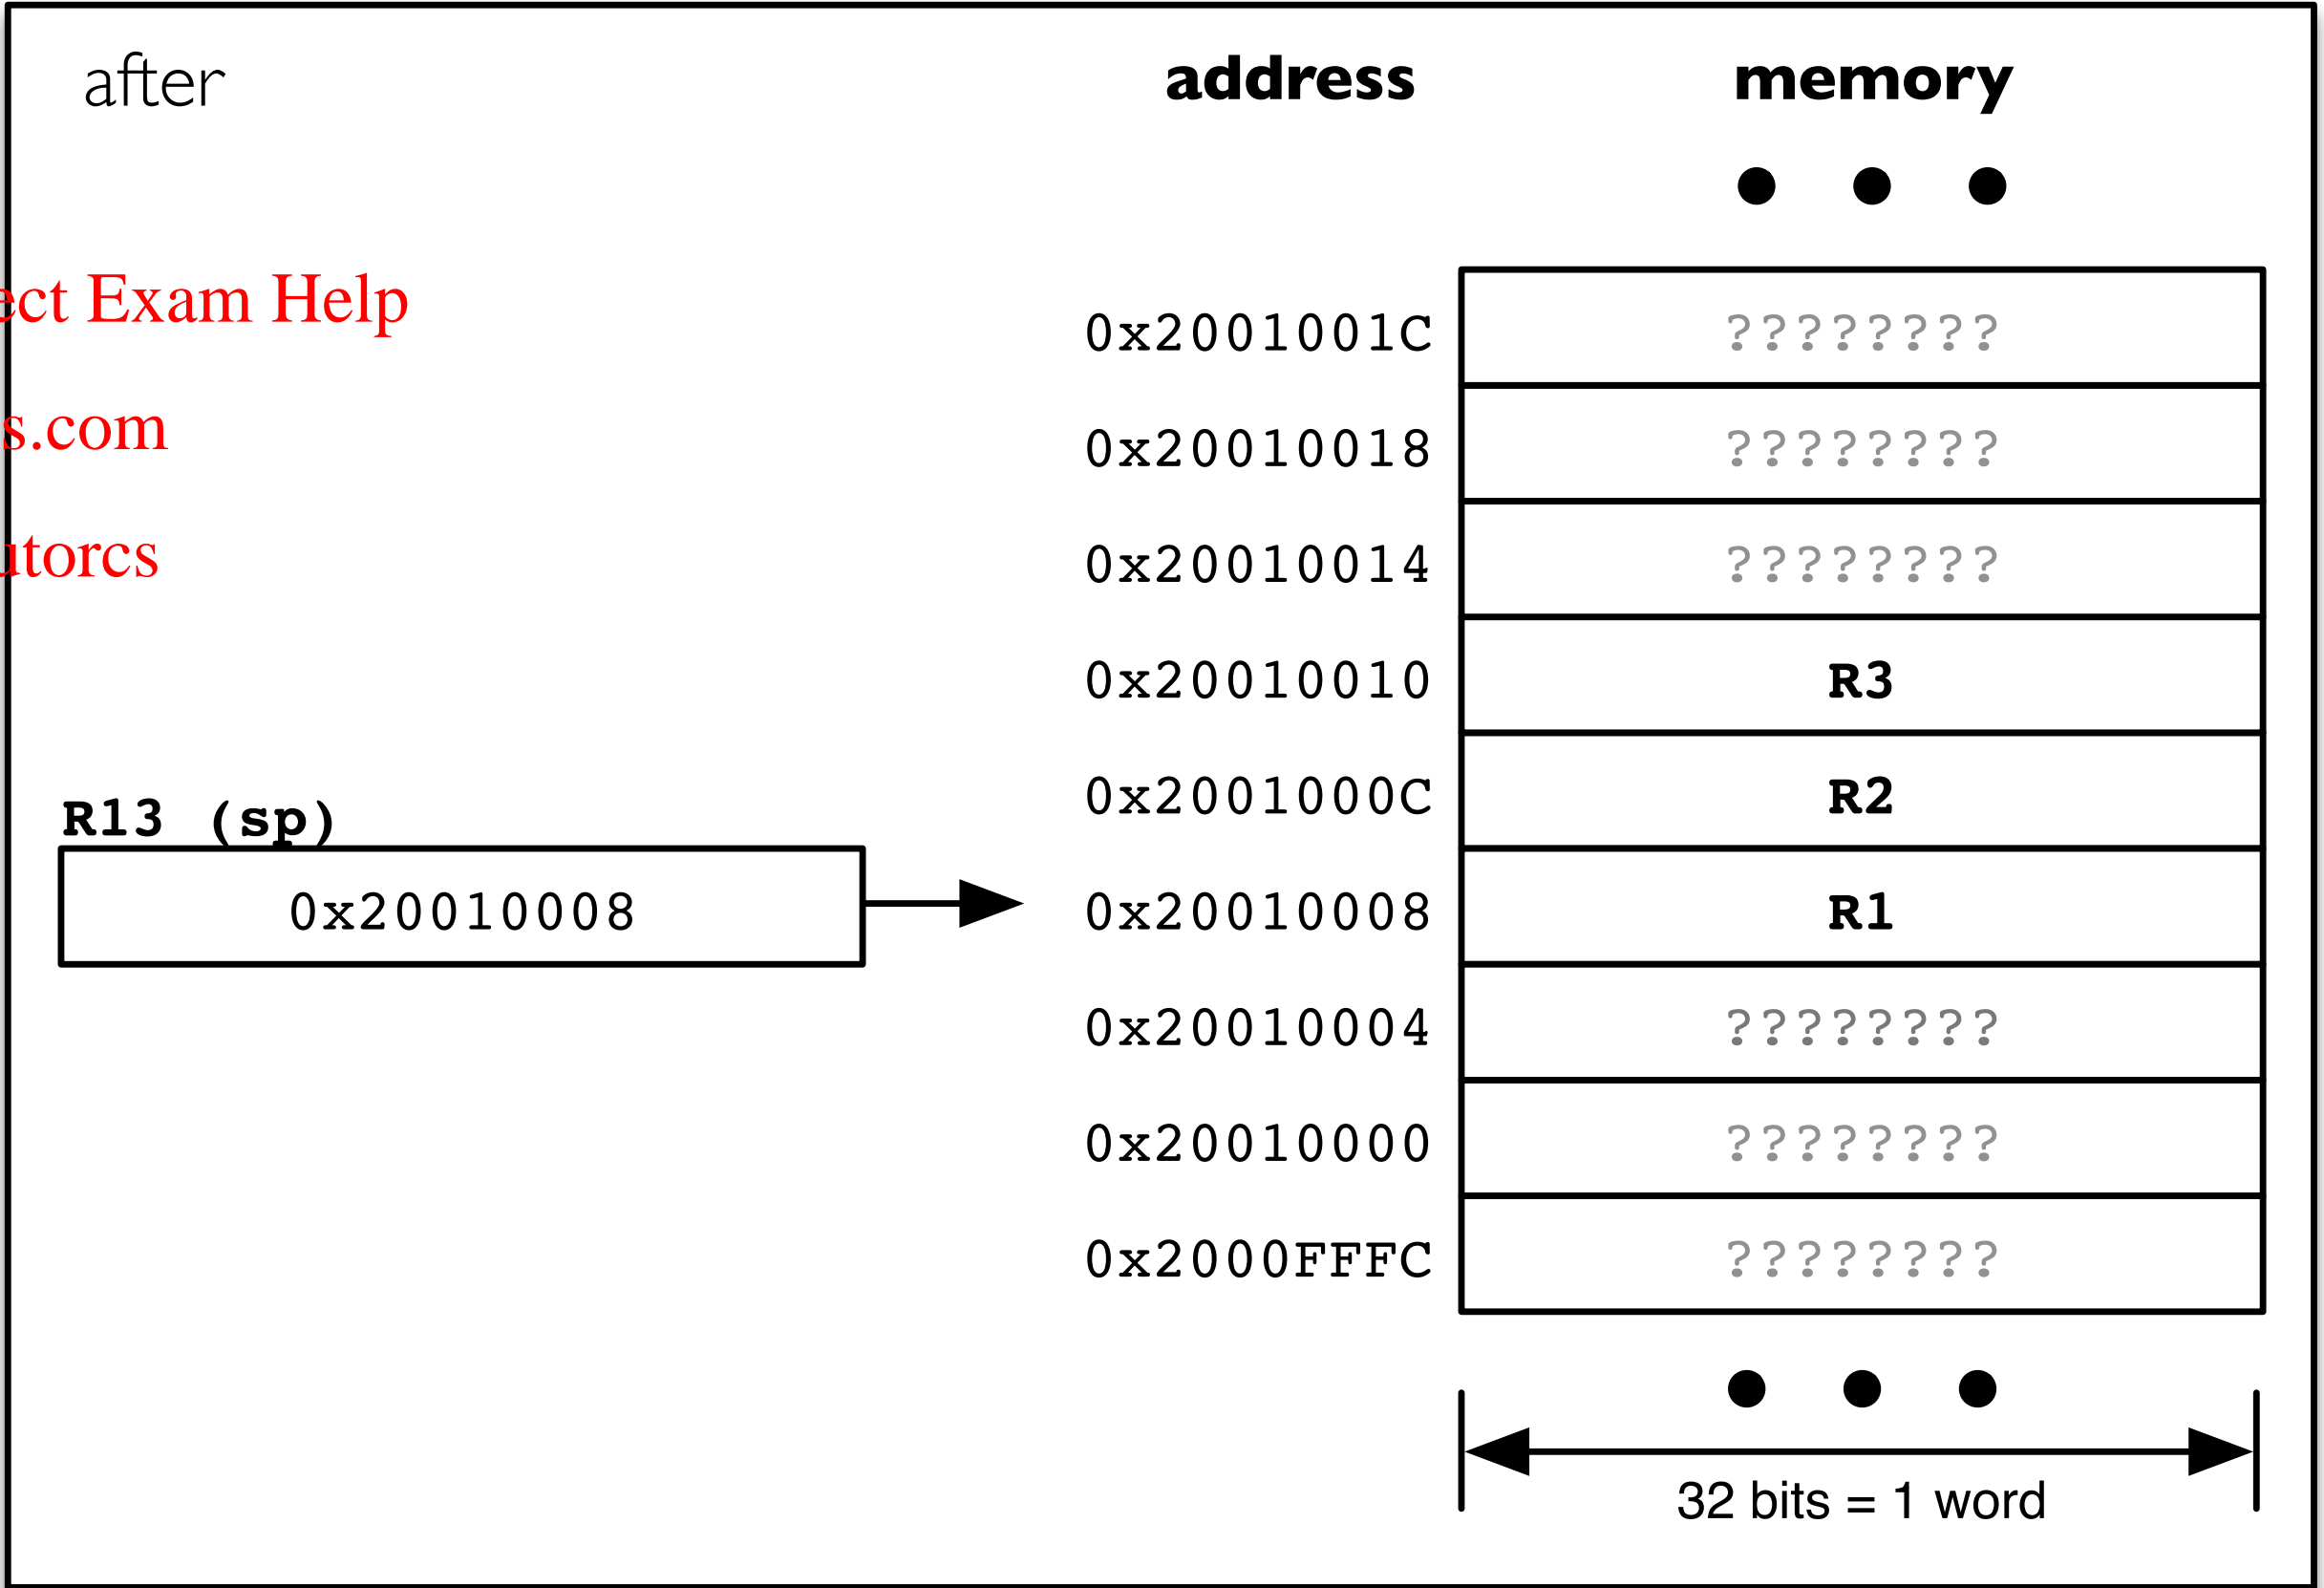 after
address
memory
ect Exam Help
0x2001001C
????????
s.com
0x20010018
????????
utorcs
0x20010014
????????
0x20010010
R3
R13 (sp)
0x2001000C
R2
0x20010008
0x20010008
R1
0x20010004
????????
0x20010000
????????
0x2000FFFC
????????
32 bits = 1 word